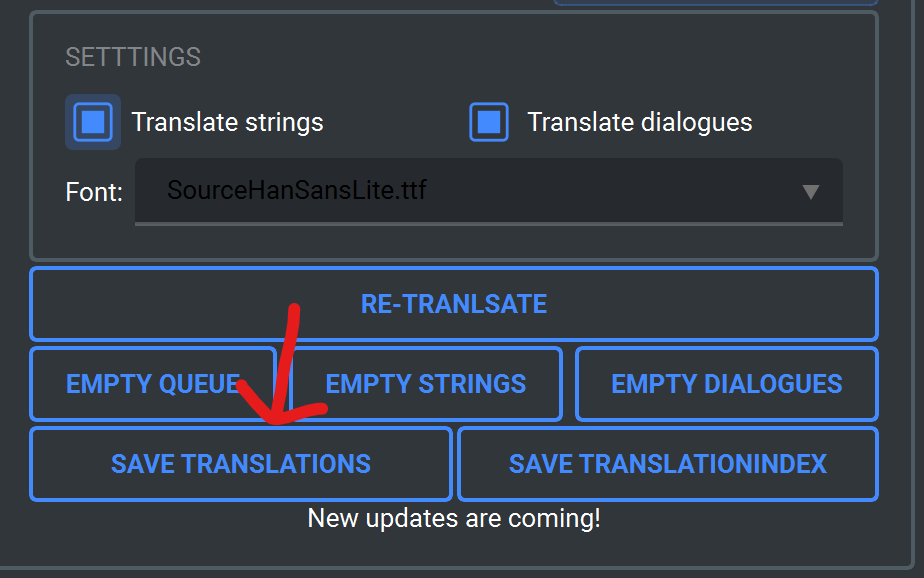 SETTTINGS
Translate strings Translate dialogues
Font: SourceHanSansLite.ttf
RE-TRANLSATE
EMPTY QUEUE EMPTY STRINGS EMPTY DIALOGUES
SAVE TRANSLATIONS SAVE TRANSLATIONINDEX
New updates are coming!